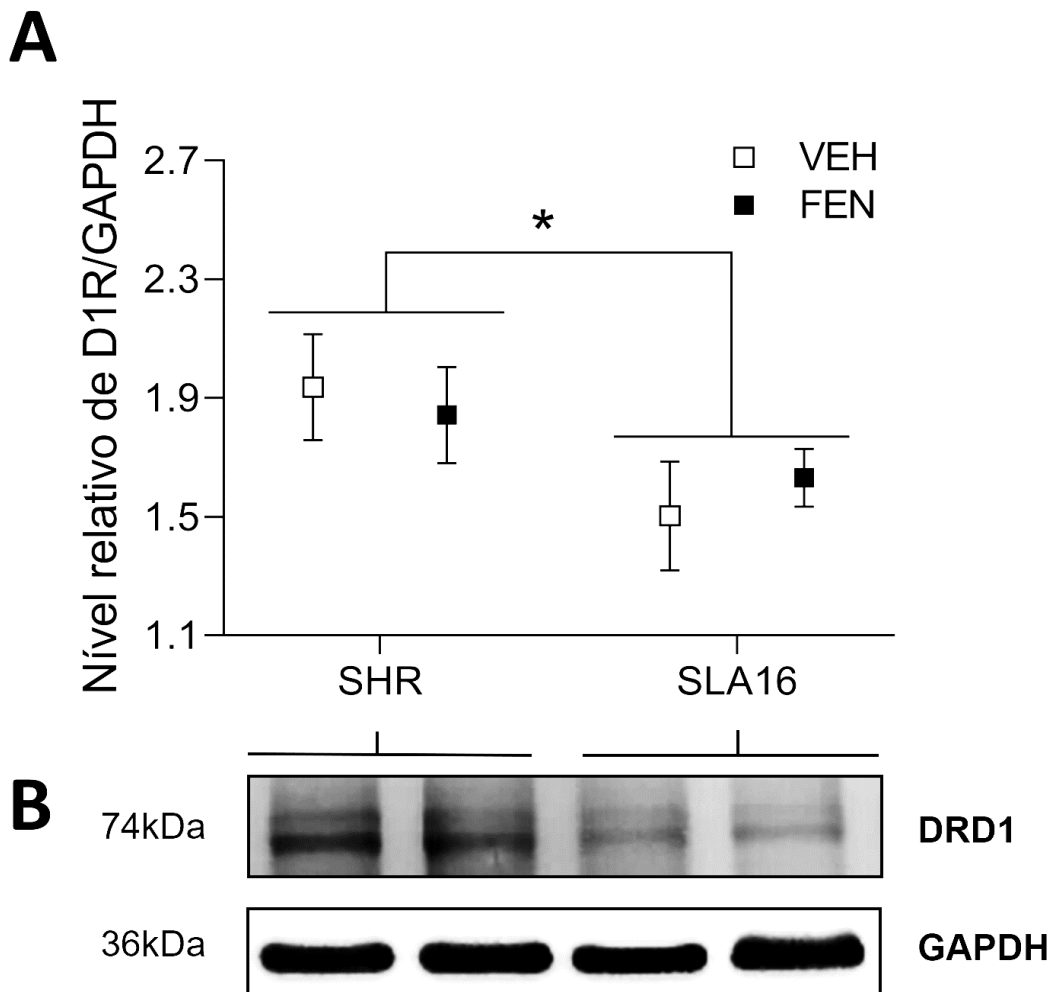 A
Nível relativo de D1R/GAPDH
2.7
2.3
1.9
1.5
1.1
VEH
FEN
*
SHR
SLA16
B
74kDa
DRD1
36kDa
GAPDH